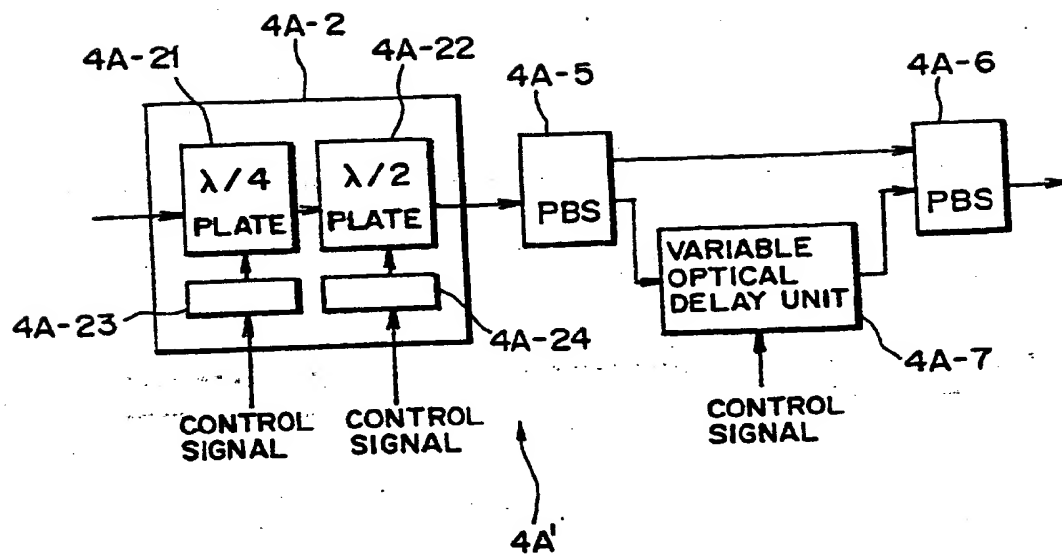 4A-2
4A-21
4A-22
4A-5
4A-6
λ/4
PLATE
λ/2
PLATE
PBS
PBS
VARIABLE
OPTICAL
DELAY UNIT
4A-23
4A-24
4A-7
CONTROL
SIGNAL
CONTROL
SIGNAL
CONTROL
SIGNAL
4A'